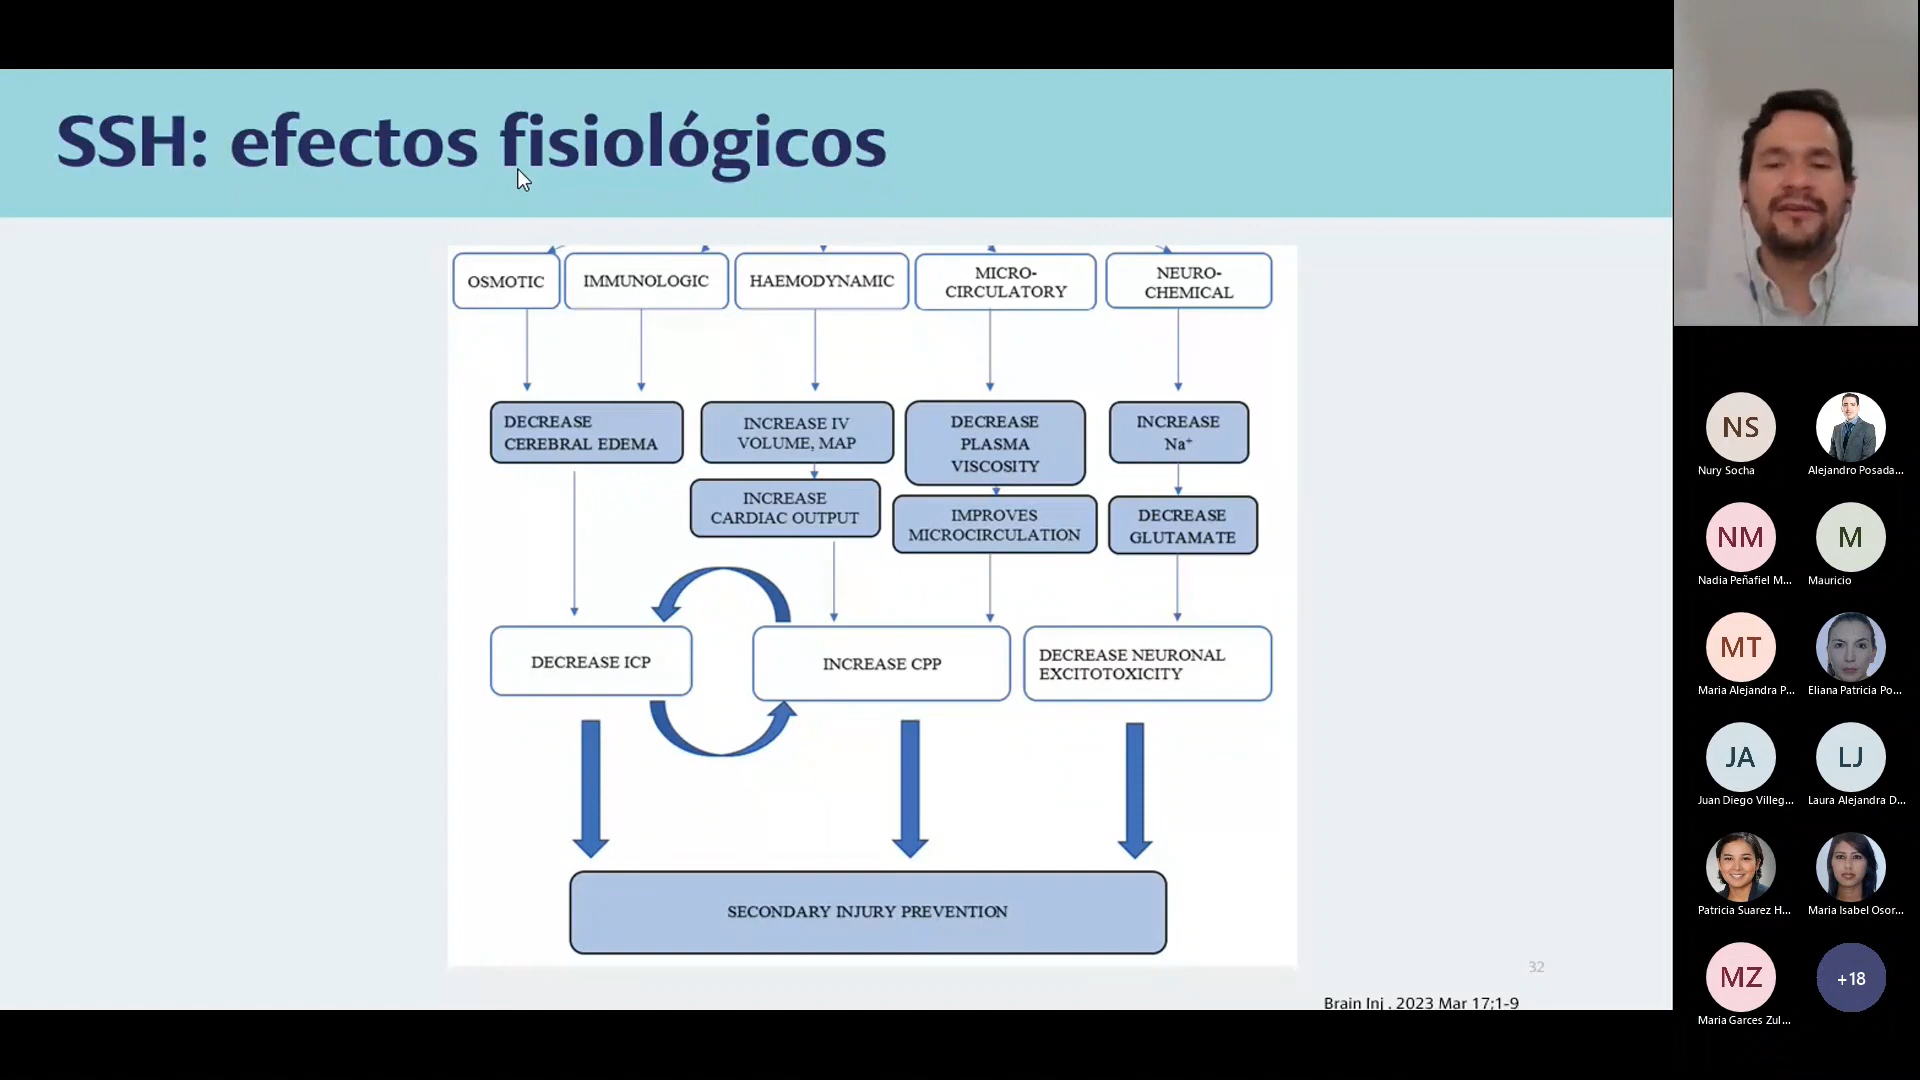 SSH: efectos fisiológicos
OSMOTIC
IMMUNOLOGIC
HAEMODYNAMIC
MICRO-
CIRCULATORY
NEURO-
CHEMICAL
DECREASE
CEREBRAL EDEMA
INCREASE IV
VOLUME, MAP
DECREASE
PLASMA
VISCOSITY
INCREASE
Na+
INCREASE
CARDIAC OUTPUT
IMPROVES
MICROCIRCULATION
DECREASE
GLUTAMATE
DECREASE ICP
INCREASE CPP
DECREASE NEURONAL
EXCITOTOXICITY
SECONDARY INJURY PREVENTION
32
Brain Inj . 2023 Mar 17;1-9
NS
Nury Socha
Alejandro Posada...
NM
Nadia Peñafiel M...
M
Mauricio
MT
Maria Alejandra P...
Eliana Patricia Po...
JA
Juan Diego Villeg...
LJ
Laura Alejandra D...
Patricia Suarez H...
Maria Isabel Osor...
MZ
Maria Garces Zul...
+18